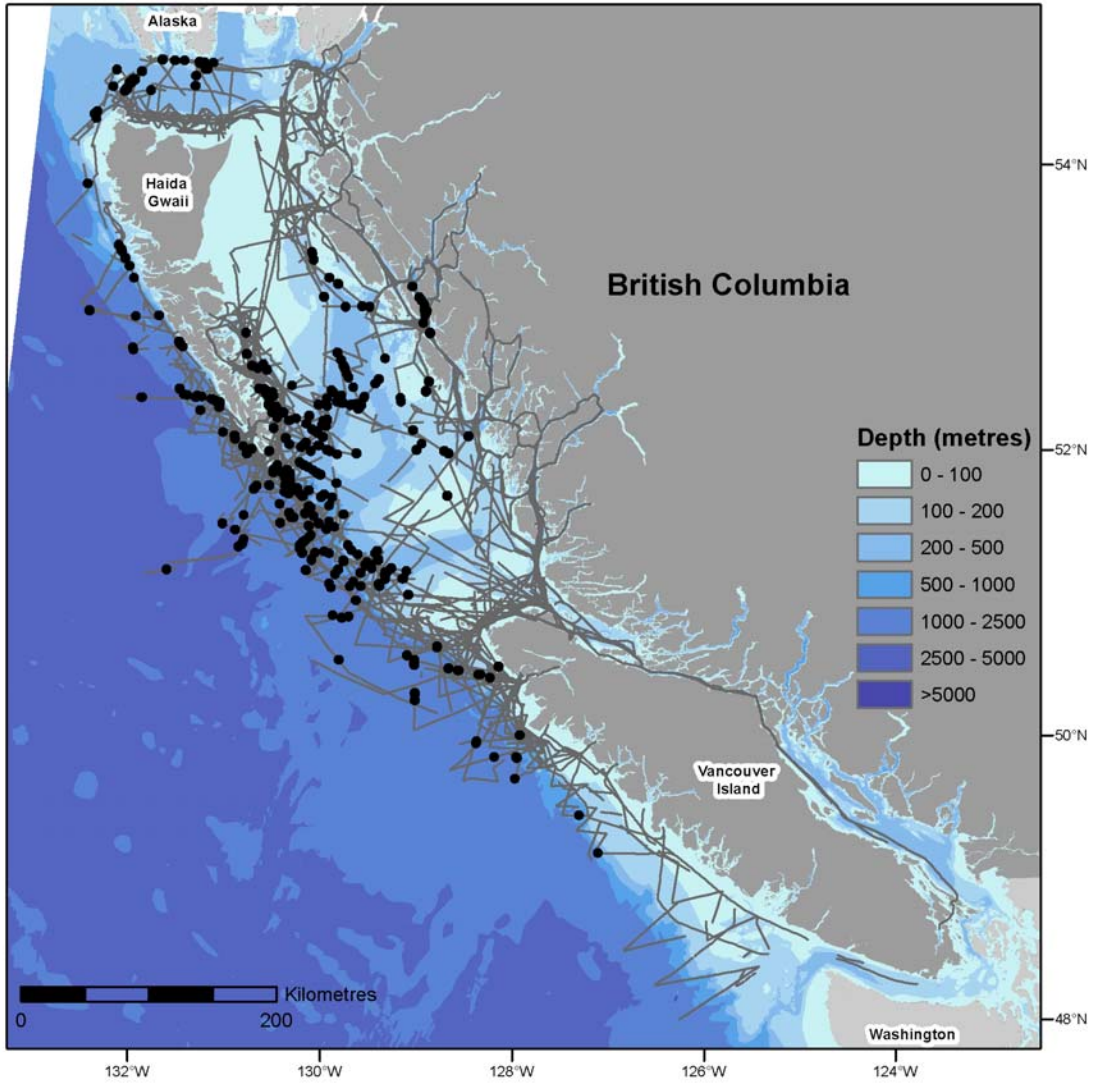 Alaska
54°N
Haida
Gwaii
British Columbia
Depth (metres)
0 - 100
100 - 200
200 - 500
500 - 1000
1000 - 2500
2500 - 5000
>5000
52°N
50°N
Vancouver
Island
Kilometres
0
200
Washington
48°N
132°W
130°W
128°W
126°W
124°W